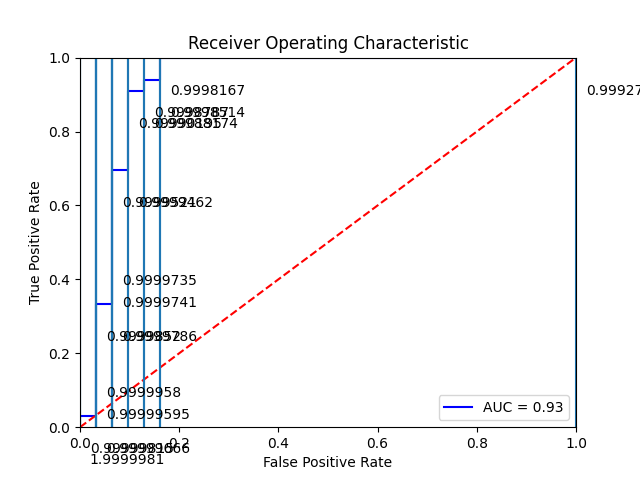 Receiver Operating Characteristic
1.0
0.9998167
0.99927
0.8
0.6
0.9999735
0.4
0.9999741
0.2
0.9999958
0.99999595
AUC = 0.93
0.0
0.0 0.2 0.4 0.6 0.8 1.0
1.9999981
False Positive Rate
True Positive Rate